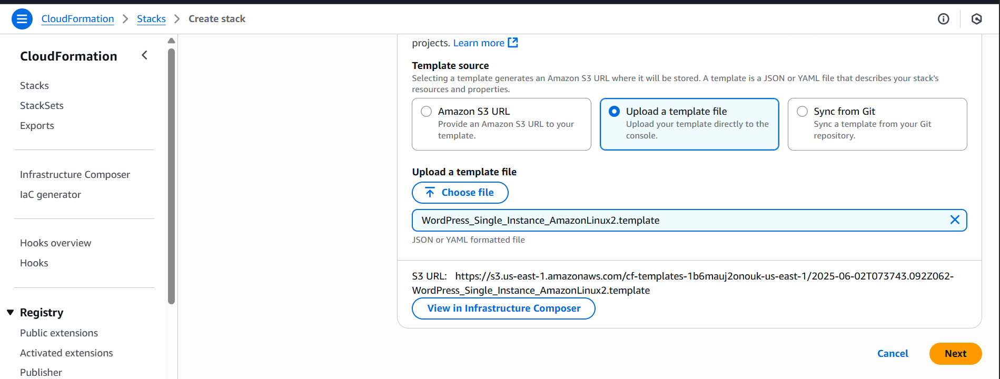 CloudFormation
Stacks
Create stack
CloudFormation
Stacks
StackSets
Exports
Infrastructure Composer
IaC generator
Hooks overview
Hooks
Registry
Public extensions
Activated extensions
Publisher
projects. Learn more
Template source
Selecting a template generates an Amazon S3 URL where it will be stored. A template is a JSON or YAML file that describes your stack's
resources and properties.
Amazon S3 URL
Provide an Amazon S3 URL to your
template.
Upload a template file
Upload your template directly to the
console.
Sync from Git
Sync a template from your Git
repository.
Upload a template file
Choose file
WordPress_Single_Instance_AmazonLinux2.template
JSON or YAML formatted file
S3 URL: https://s3.us-east-1.amazonaws.com/cf-templates-1b6mauj2onouk-us-east-1/2025-06-02T073743.092Z062-
WordPress_Single_Instance_AmazonLinux2.template
View in Infrastructure Composer
Cancel
Next